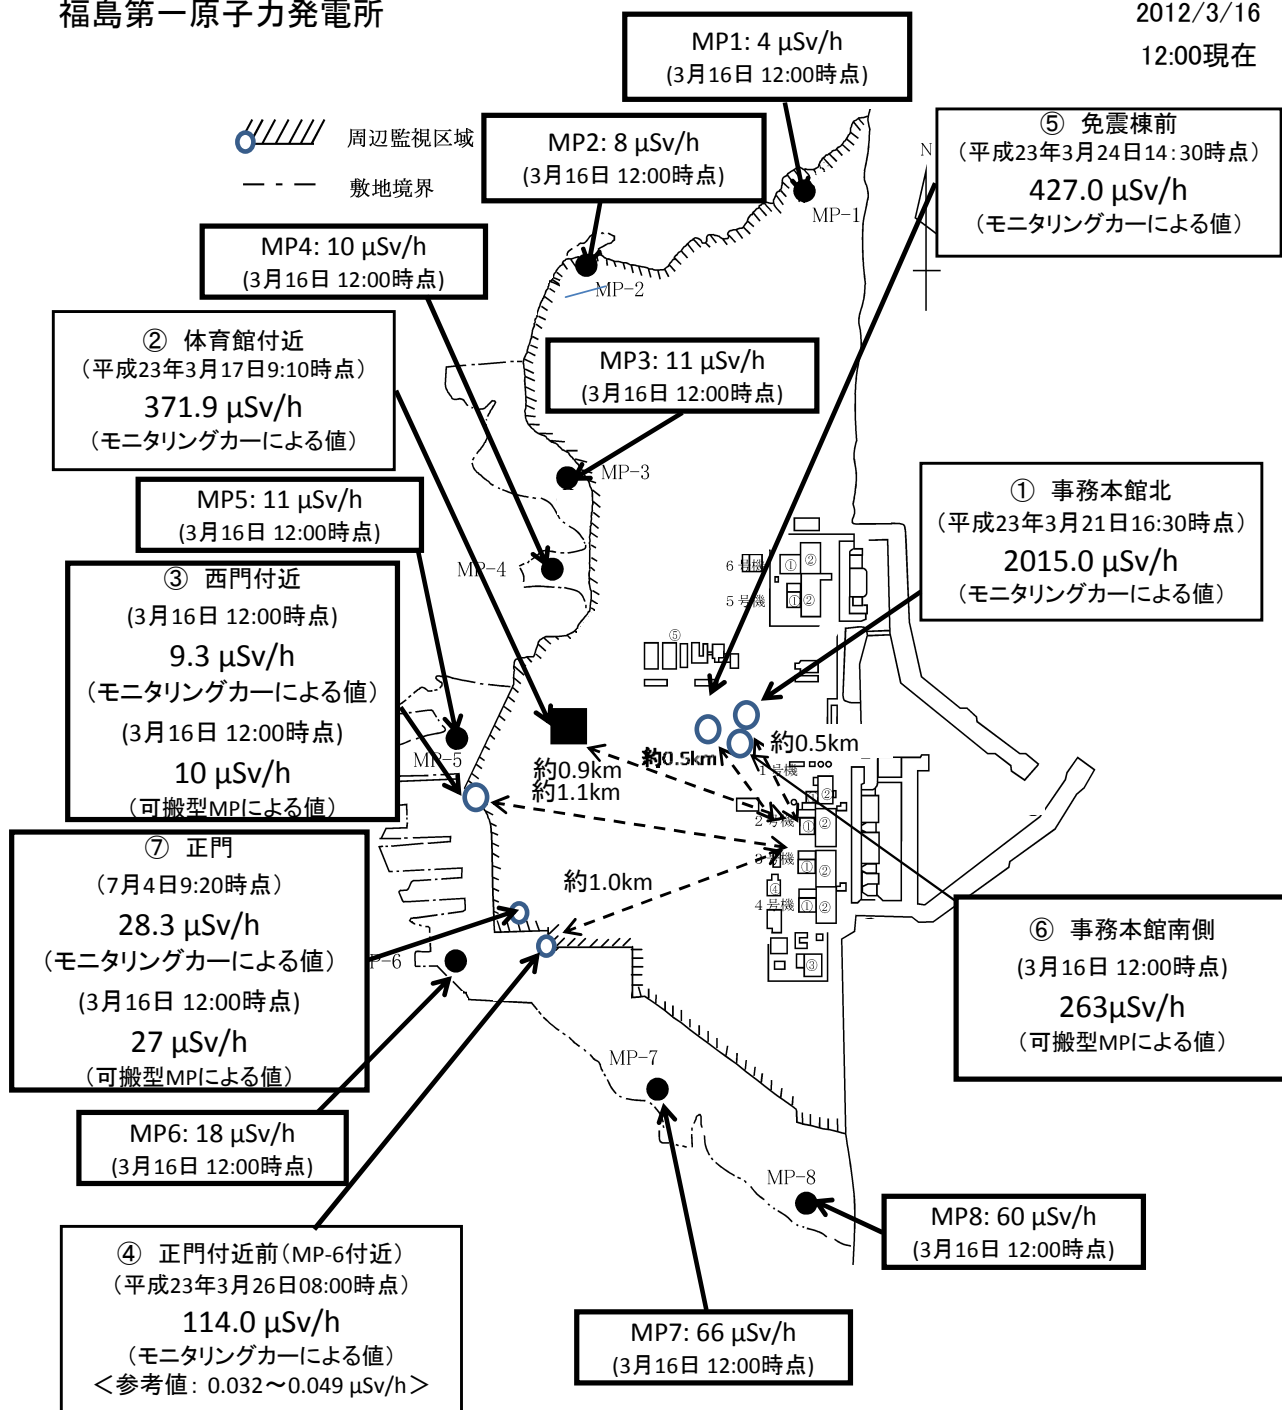 福島第一原子力発電所
2012/3/16
12:00現在
MP1: 4 μSv/h
(3月16日 12:00時点)
周辺監視区域
敷地境界
MP2: 8 μSv/h
(3月16日 12:00時点)
⑤ 免震棟前
(平成23年3月24日14:30時点)
427.0 μSv/h
(モニタリングカーによる値)
N
MP-1
MP4: 10 μSv/h
(3月16日 12:00時点)
MP-2
② 体育館付近
(平成23年3月17日9:10時点)
371.9 μSv/h
(モニタリングカーによる値)
MP3: 11 μSv/h
(3月16日 12:00時点)
MP-3
MP5: 11 μSv/h
(3月16日 12:00時点)
① 事務本館北
(平成23年3月21日16:30時点)
2015.0 μSv/h
(モニタリングカーによる値)
MP-4
6号機
① ②
5号機
① ②
⑤
③ 西門付近
(3月16日 12:00時点)
9.3 μSv/h
(モニタリングカーによる値)
(3月16日 12:00時点)
10 μSv/h
(可搬型MPによる値)
MP-5
約0.9km
約1.1km
約0.5km
約0.5km
1号機
②
2号機
① ②
3号機
① ②
④
4号機
① ②
③
約1.0km
⑦ 正門
(7月4日9:20時点)
28.3 μSv/h
(モニタリングカーによる値)
(3月16日 12:00時点)
27 μSv/h
(可搬型MPによる値)
P-6
⑥ 事務本館南側
(3月16日 12:00時点)
263μSv/h
(可搬型MPによる値)
MP-7
MP6: 18 μSv/h
(3月16日 12:00時点)
MP-8
MP8: 60 μSv/h
(3月16日 12:00時点)
④ 正門付近前(MP-6付近)
(平成23年3月26日08:00時点)
114.0 μSv/h
(モニタリングカーによる値)
<参考値: 0.032～0.049 μSv/h>
MP7: 66 μSv/h
(3月16日 12:00時点)